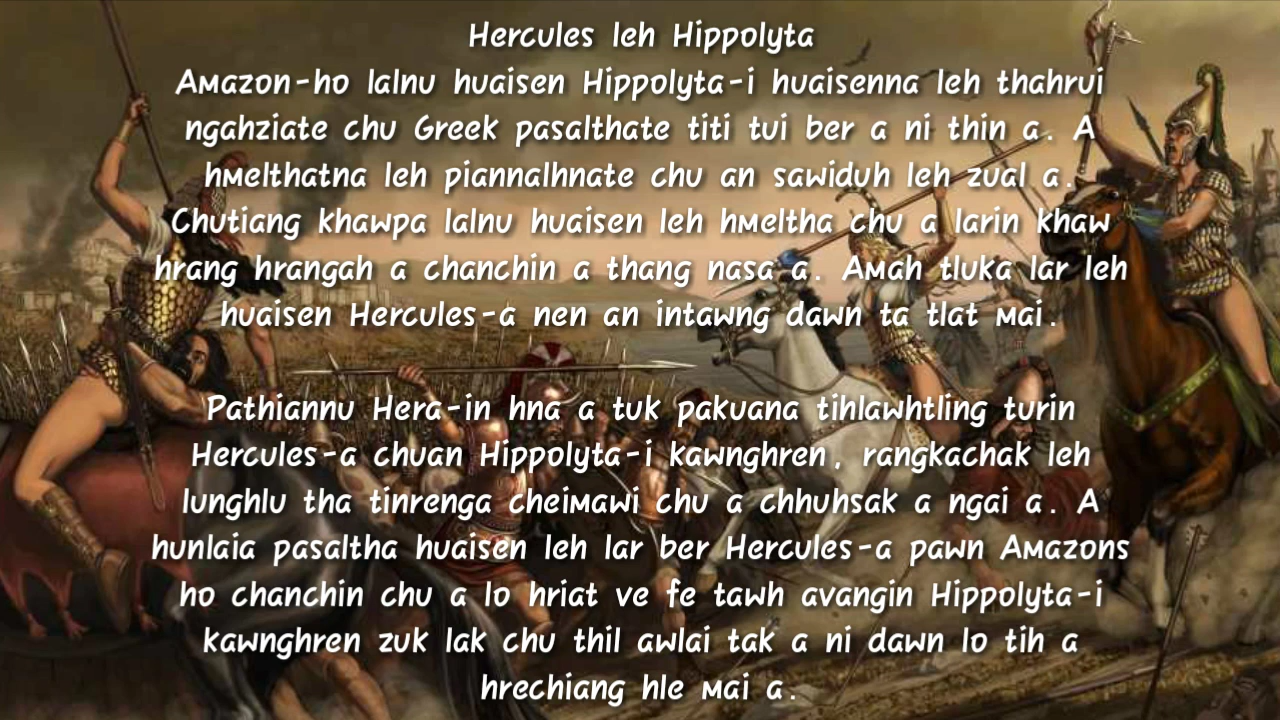 Hercules leh Hippolyta
Amazon-ho lalnu huaisen Hippolyta-i huaisenna leh thahrui
ngahziate chu Greek pasalthate titi tui ber a ni thin a. A
hmelthatna leh piannalhnate chu an sawiduh leh zual a.
Chutiang khawpa lalnu huaisen leh hmeltha chu a larin khaw
hrang hrangah a chanchin a thang nasa a. Amah tluka lar leh
huaisen Hercules-a nen an intawng dawn ta tlat mai.
Pathiannu Hera-in hna a tuk pakuana tihlawhtling turin
Hercules-a chuan Hippolyta-i kawnghren, rangkachak leh
lunghlu tha tinrenga cheimawi chu a chhuhsak a ngai a. A
hunlaia pasaltha huaisen leh lar ber Hercules-a pawn Amazons
ho chanchin chu a lo hriat ve fe tawh avangin Hippolyta-i
kawnghren zuk lak chu thil awlai tak a ni dawn lo tih a
hrechiang hle mai a.